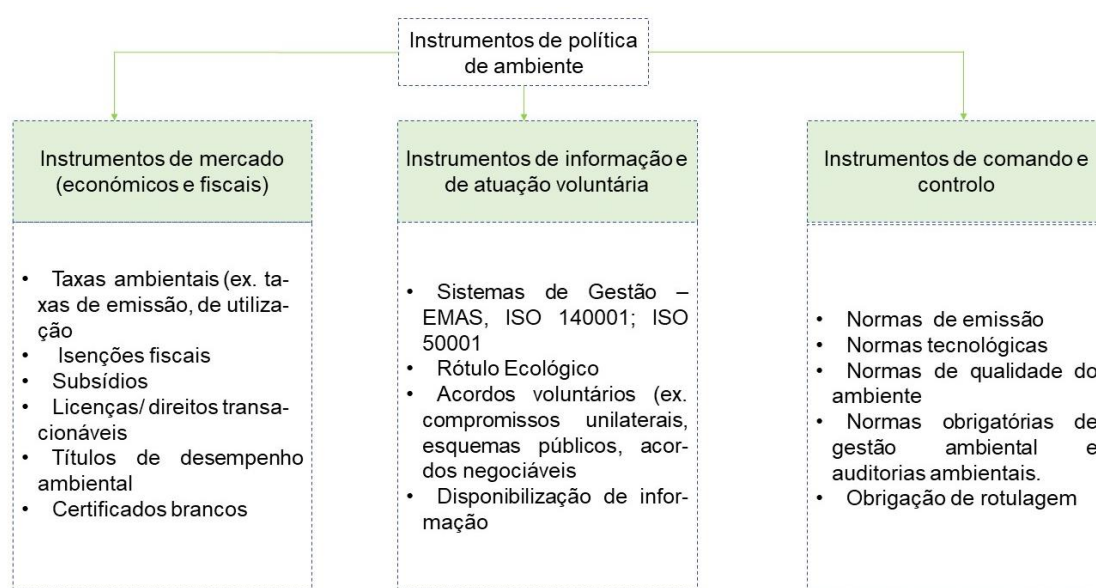 Instrumentos de política
de ambiente
Instrumentos de mercado
(económicos e fiscais)
• Taxas ambientais (ex. ta-
xas de emissão, de utiliza-
ção
• Isenções fiscais
• Subsídios
• Licenças/ direitos transa-
cionáveis
• Títulos de desempenho
ambiental
• Certificados brancos
Instrumentos de informação e
de atuação voluntária
• Sistemas de Gestão –
EMAS, ISO 140001; ISO
50001
• Rótulo Ecológico
• Acordos voluntários (ex.
compromissos unilaterais,
esquemas públicos, acor-
dos negociáveis
• Disponibilização de infor-
mação
Instrumentos de comando e
controlo
• Normas de emissão
• Normas tecnológicas
• Normas de qualidade do
ambiente
• Normas obrigatórias de
gestão ambiental e
auditorias ambientais.
• Obrigação de rotulagem